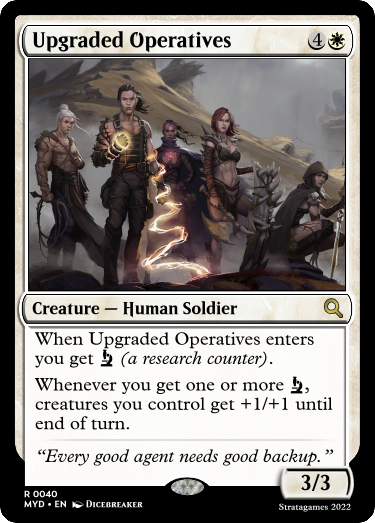 Upgraded Operatives 4
Creature — Human Soldier
When Upgraded Operatives enters
you get (a research counter).
Whenever you get one or more ,
creatures you control get +1/+1 until
end of turn.
“Every good agent needs good backup.”
3/3
R 0040
MYD • EN DICEBREAKER
Stratagames 2022